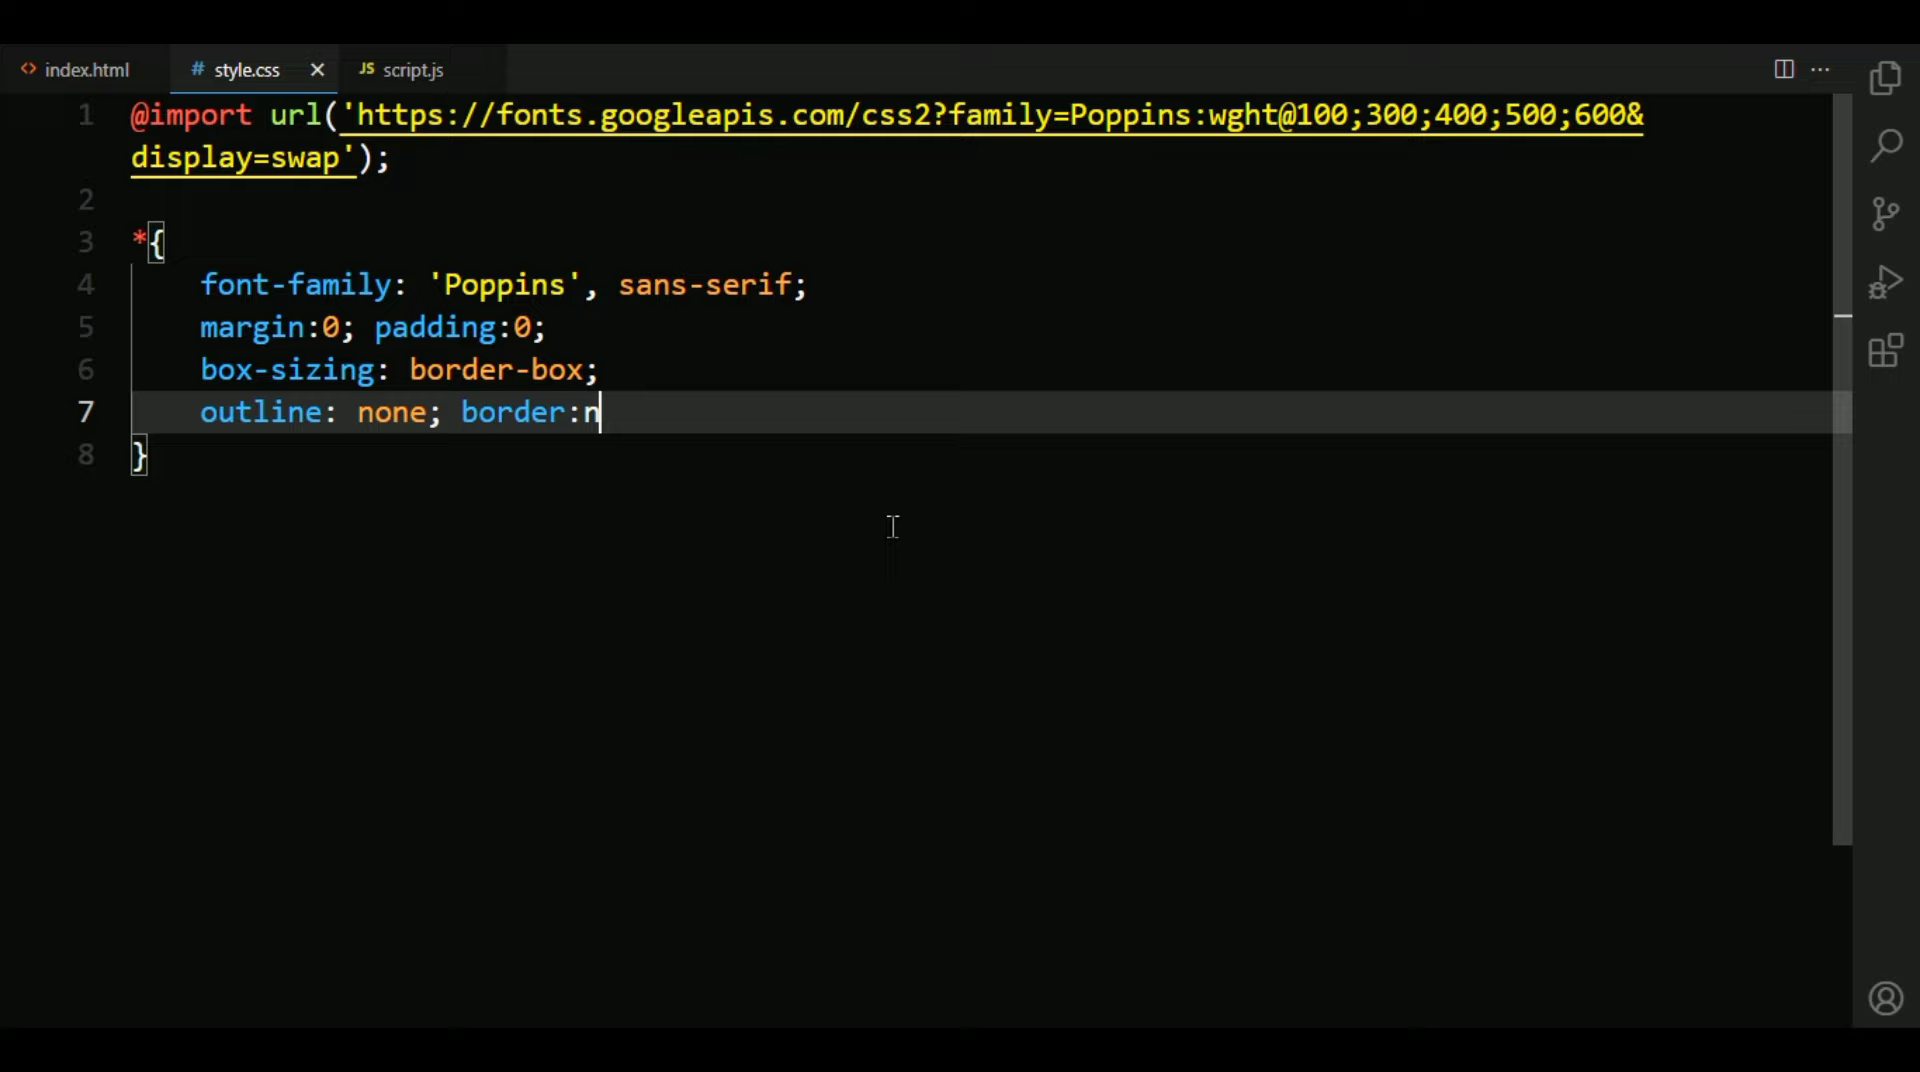 index.html style.css JS script.js
1 @import url('https://fonts.googleapis.com/css2?family=Poppins:wght@100;300;400;500;600&
display=swap');
2
3 *{
4 font-family: 'Poppins', sans-serif;
5 margin:0; padding:0;
6 box-sizing: border-box;
7 outline: none; border:n
8 }